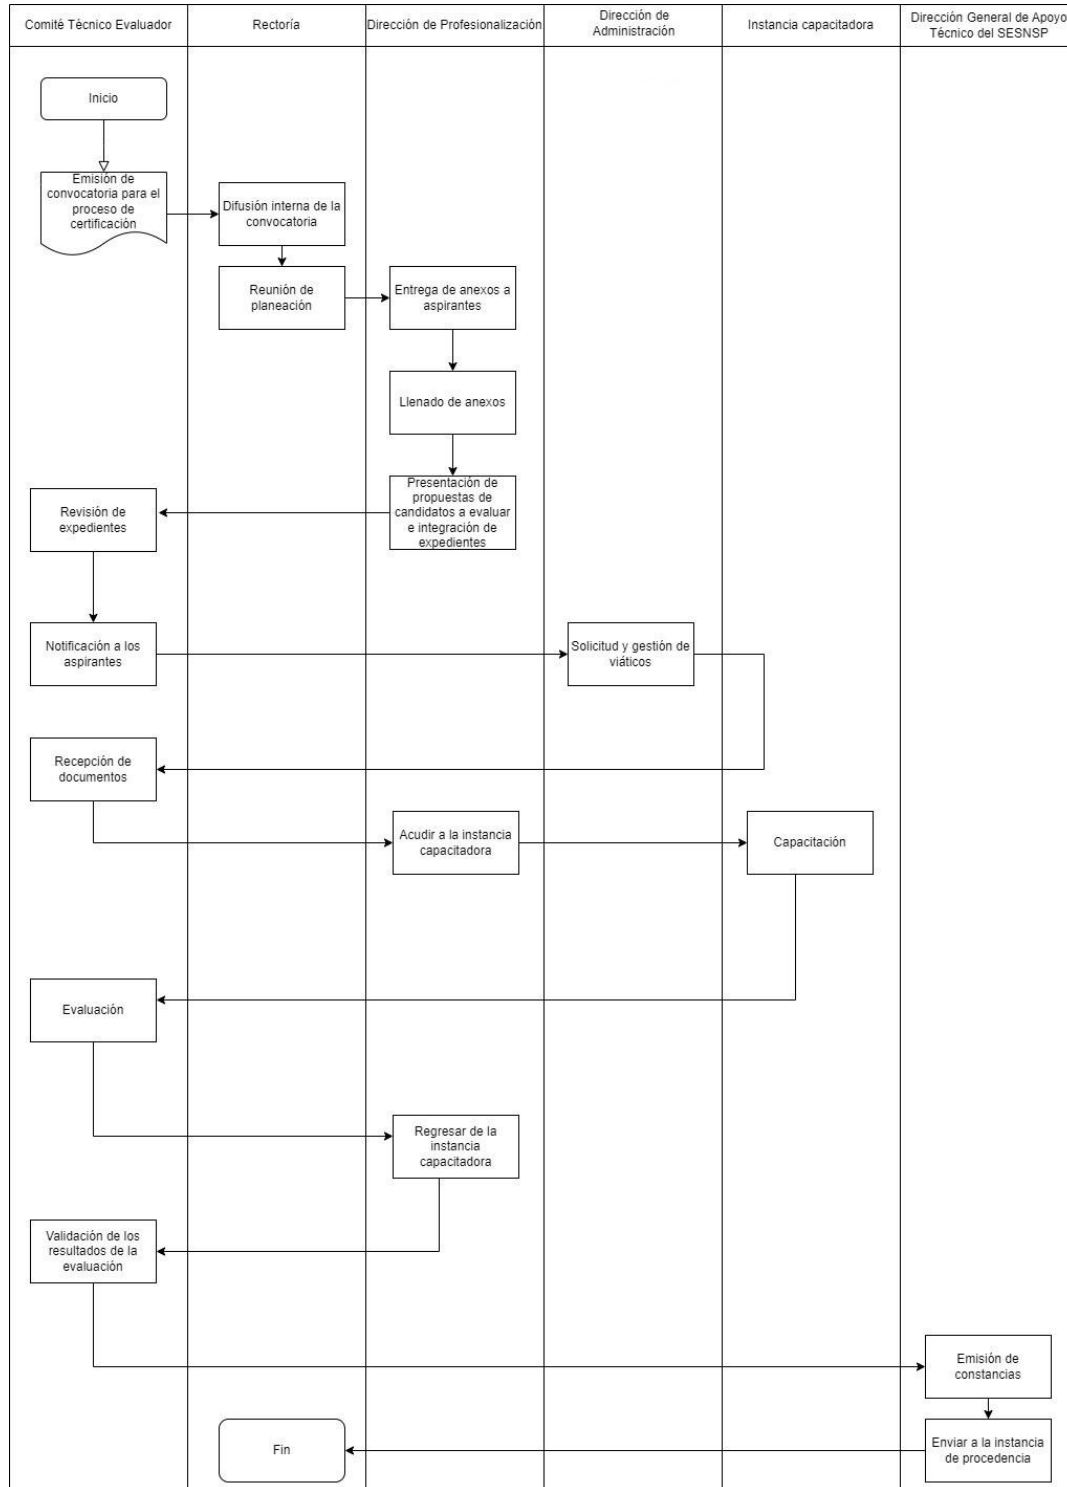 Comité Técnico Evaluador
Rectoría
Dirección de Profesionalización
Dirección de
Administración
Instancia capacitadora
Dirección General de Apoyo
Técnico del SESNSP
Inicio
Emisión de
convocatoria para el
proceso de
certificación
Difusión interna de la
convocatoria
Reunión de
planeación
Entrega de anexos a
aspirantes
Llenado de anexos
Presentación de
propuestas de
candidatos a evaluar
e integración de
expedientes
Revisión de
expedientes
Notificación a los
aspirantes
Solicitud y gestión de
viáticos
Recepción de
documentos
Acudir a la instancia
capacitadora
Capacitación
Evaluación
Regresar de la
instancia
capacitadora
Validación de los
resultados de la
evaluación
Emisión de
constancias
Enviar a la instancia
de procedencia
Fin